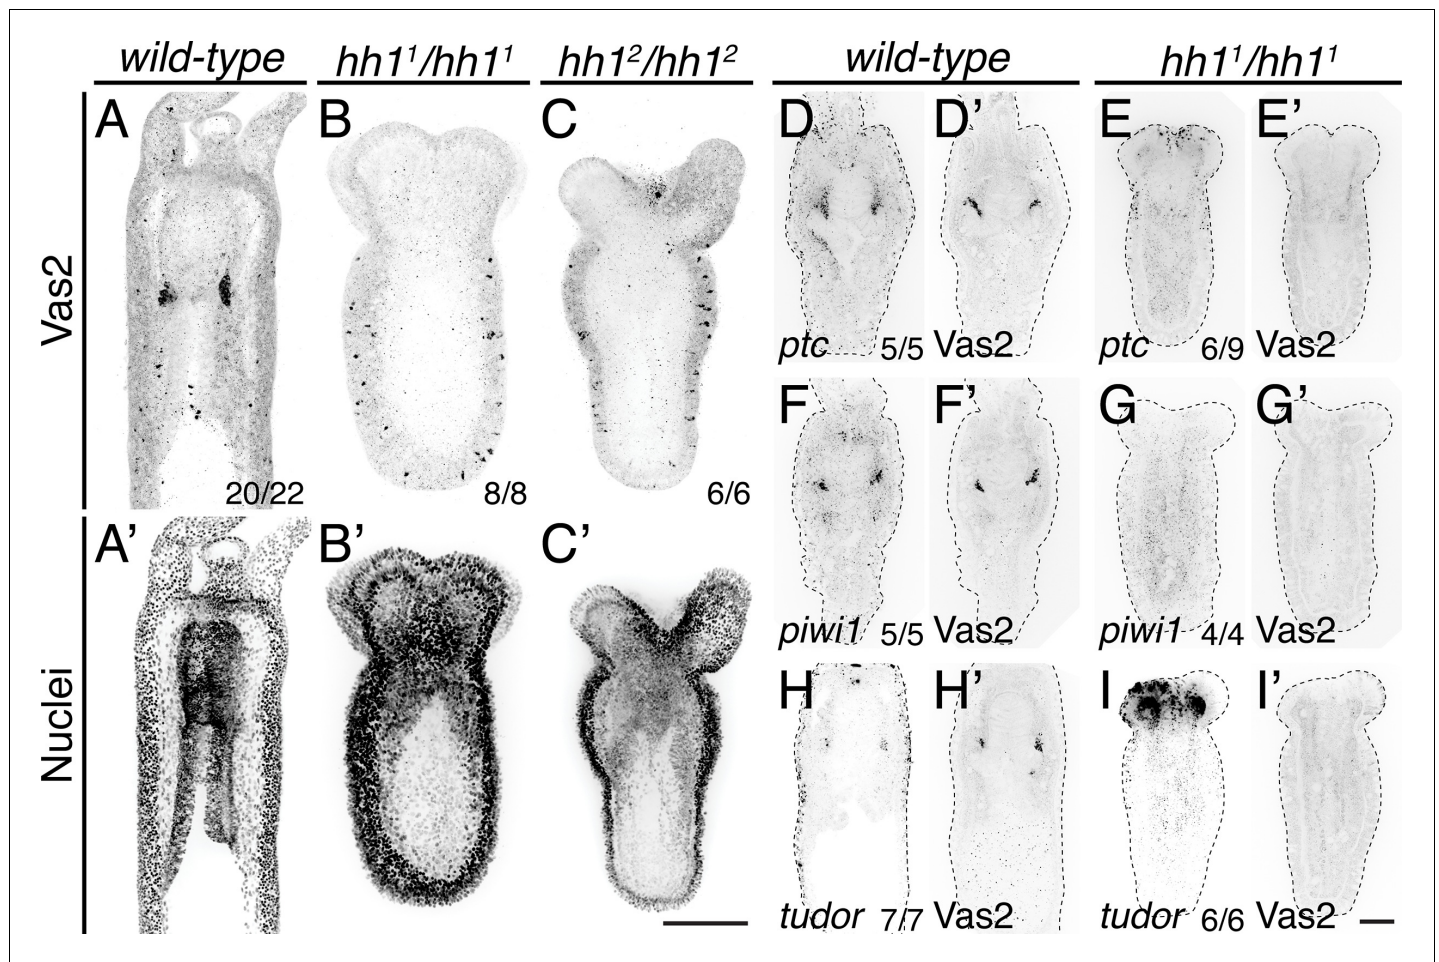 wild-type hh1¹/hh1¹ hh1²/hh1² wild-type hh1¹/hh1¹
A B C D D’ E E’
Vas2
ptc 5/5 Vas2 ptc 6/9 Vas2
F F’ G G’
20/22 8/8 6/6
A’ B’ C’
Nuclei
piwi1 5/5 Vas2 piwi1 4/4 Vas2
H H’ I I’
tudor 7/7 Vas2 tudor 6/6 Vas2